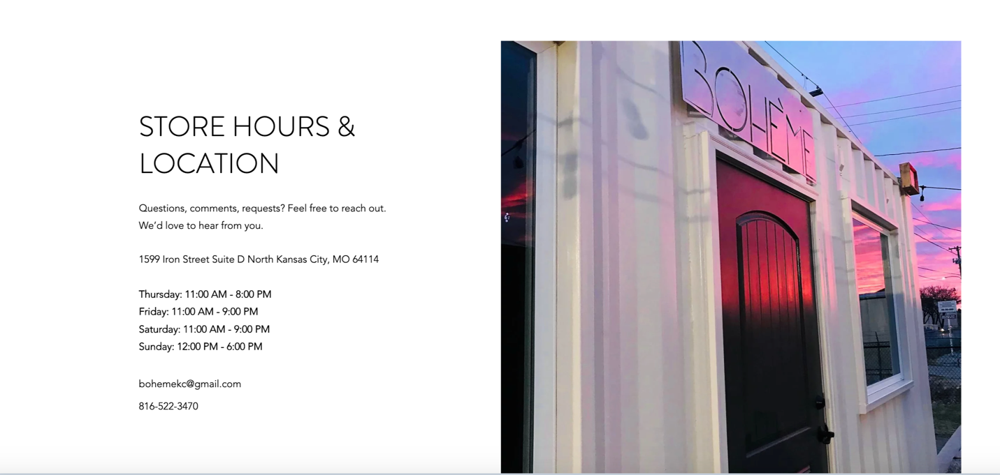 STORE HOURS &
LOCATION
Questions, comments, requests? Feel free to reach out.
We'd love to hear from you.
1599 Iron Street Suite D North Kansas City, MO 64114
Thursday: 11:00 AM - 8:00 PM
Friday: 11:00 AM - 9:00 PM
Saturday: 11:00 AM - 9:00 PM
Sunday: 12:00 PM - 6:00 PM
bohemekc@gmail.com
816-522-3470
BOHÈME